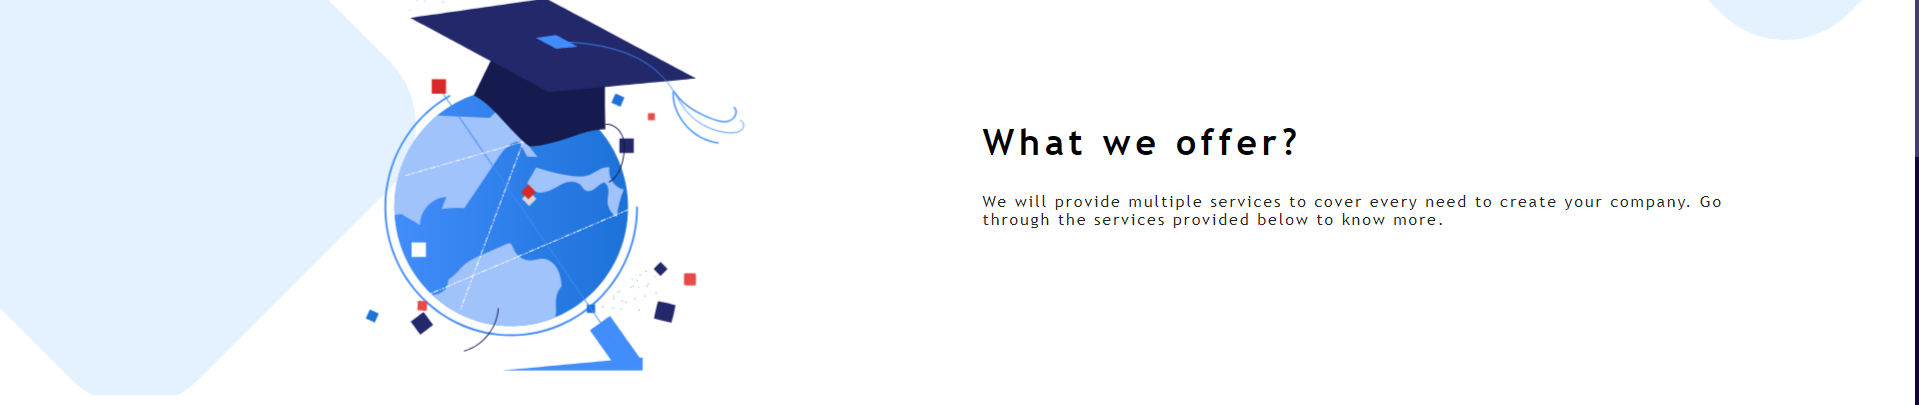 What we offer?
We will provide multiple services to cover every need to create your company. Go
through the services provided below to know more.